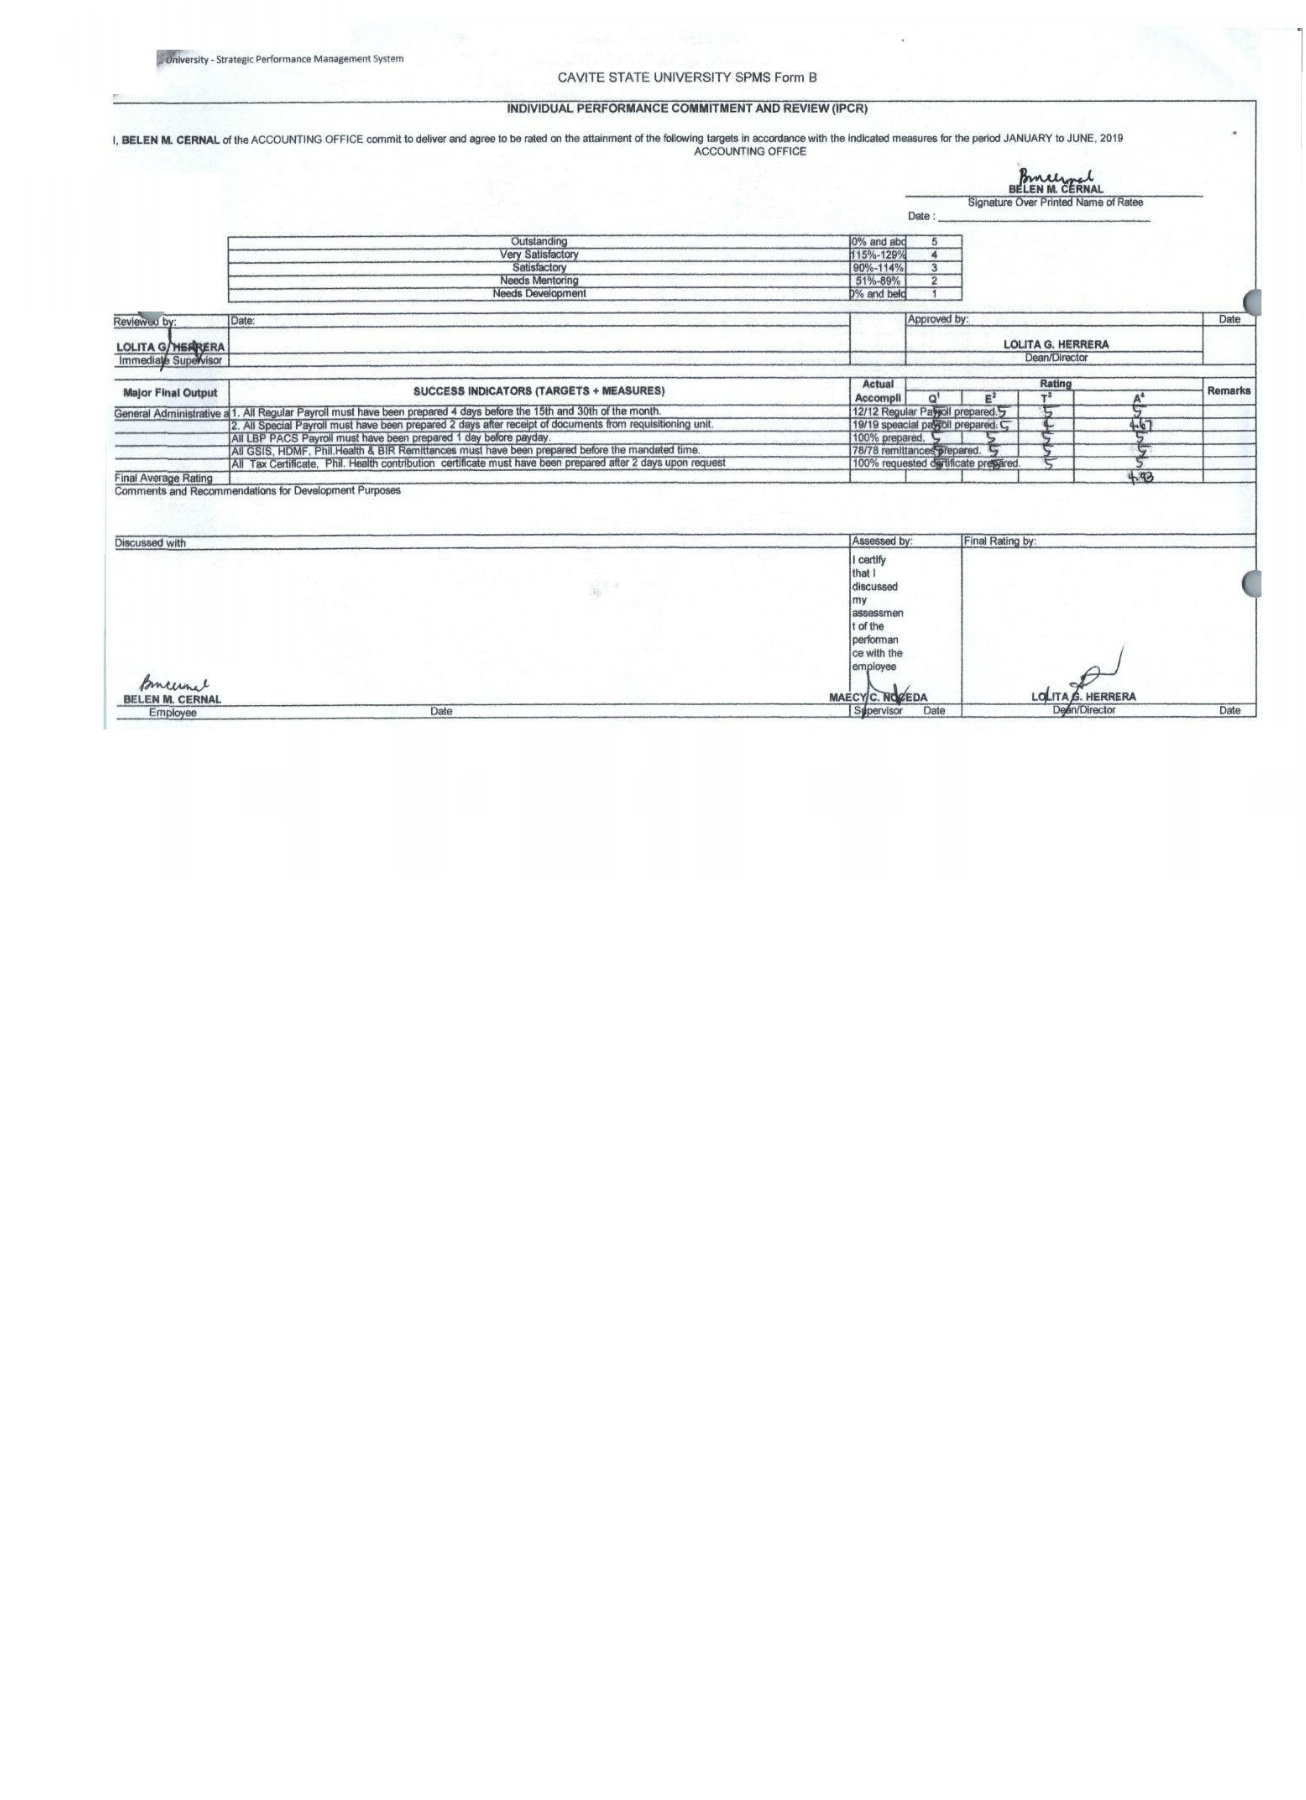 University - Strategic Performance Management System
CAVITE STATE UNIVERSITY SPMS Form B
INDIVIDUAL PERFORMANCE COMMITMENT AND REVIEW (IPCR)
I, BELEN M. CERNAL of the ACCOUNTING OFFICE commit to deliver and agree to be rated on the attainment of the following targets in accordance with the indicated measures for the period JANUARY to JUNE, 2019
ACCOUNTING OFFICE
BELEN M. CERNAL
Signature Over Printed Name of Ratee
Date :
Outstanding 0% and abo 5
Very Satisfactory 115%-129% 4
Satisfactory 90%-114% 3
Needs Mentoring 51%-89% 2
Needs Development 0% and belo 1
Reviewed by: Date: Approved by: Date
LOLITA G. HERRERA LOLITA G. HERRERA
Immediate Supervisor Dean/Director
Major Final Output SUCCESS INDICATORS (TARGETS + MEASURES) Actual Accompli Rating Remarks
Q¹ E² T³ A⁴
General Administrative a 1. All Regular Payroll must have been prepared 4 days before the 15th and 30th of the month. 12/12 Regular Payroll prepared. 5 5 5 5
2. All Special Payroll must have been prepared 2 days after receipt of documents from requisitioning unit. 19/19 speacial payroll prepared. 5 4.67
All LBP PACS Payroll must have been prepared 1 day before payday. 100% prepared. 5 5 5 5
All GSIS, HDMF, Phil.Health & BIR Remittances must have been prepared before the mandated time. 78/78 remittances prepared. 5 5 5 5
All Tax Certificate, Phil. Health contribution certificate must have been prepared after 2 days upon request 100% requested certificate prepared. 5 5
Final Average Rating 4.93
Comments and Recommendations for Development Purposes
Discussed with Assessed by: Final Rating by:
I certify
that I
discussed
my
assessmen
t of the
performan
ce with the
employee
BELEN M. CERNAL MAECY C. NOCEDA LOLITA G. HERRERA
Employee Date Supervisor Date Dean/Director Date